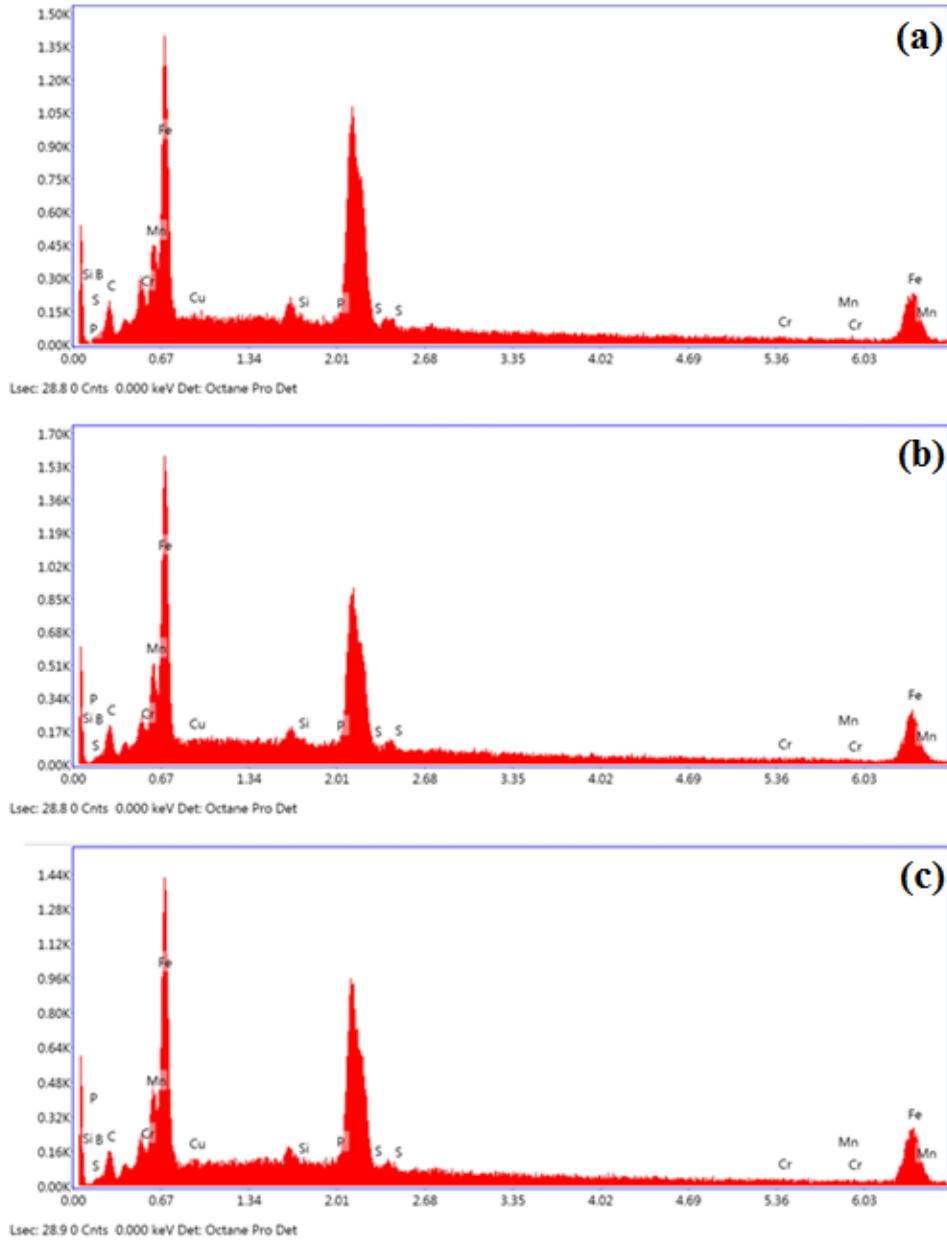 (a)
1.50K
1.35K
1.20K
1.05K
0.90K
Fe
0.75K
0.60K
Mn
0.45K
Si B C Cr Fe
0.30K
S Cu Si P S S Mn Mn
0.15K
P Cr Cr
0.00K
0.00 0.67 1.34 2.01 2.68 3.35 4.02 4.69 5.36 6.03
Lsec: 28.8 0 Cnts 0.000 keV Det: Octane Pro Det
(b)
1.70K
1.53K
1.36K
1.19K
Fe
1.02K
0.85K
0.68K
Mn
0.51K
P Fe
0.34K
Si B C Cr Cu Si P S S Mn Mn
0.17K
S Cr Cr
0.00K
0.00 0.67 1.34 2.01 2.68 3.35 4.02 4.69 5.36 6.03
Lsec: 28.8 0 Cnts 0.000 keV Det: Octane Pro Det
(c)
1.44K
1.28K
1.12K
Fe
0.96K
0.80K
0.64K
Mn
0.48K
P Fe
0.32K
Si B C Cr Cu Si P S S Mn Mn
0.16K
S Cr Cr
0.00K
0.00 0.67 1.34 2.01 2.68 3.35 4.02 4.69 5.36 6.03
Lsec: 28.9 0 Cnts 0.000 keV Det: Octane Pro Det